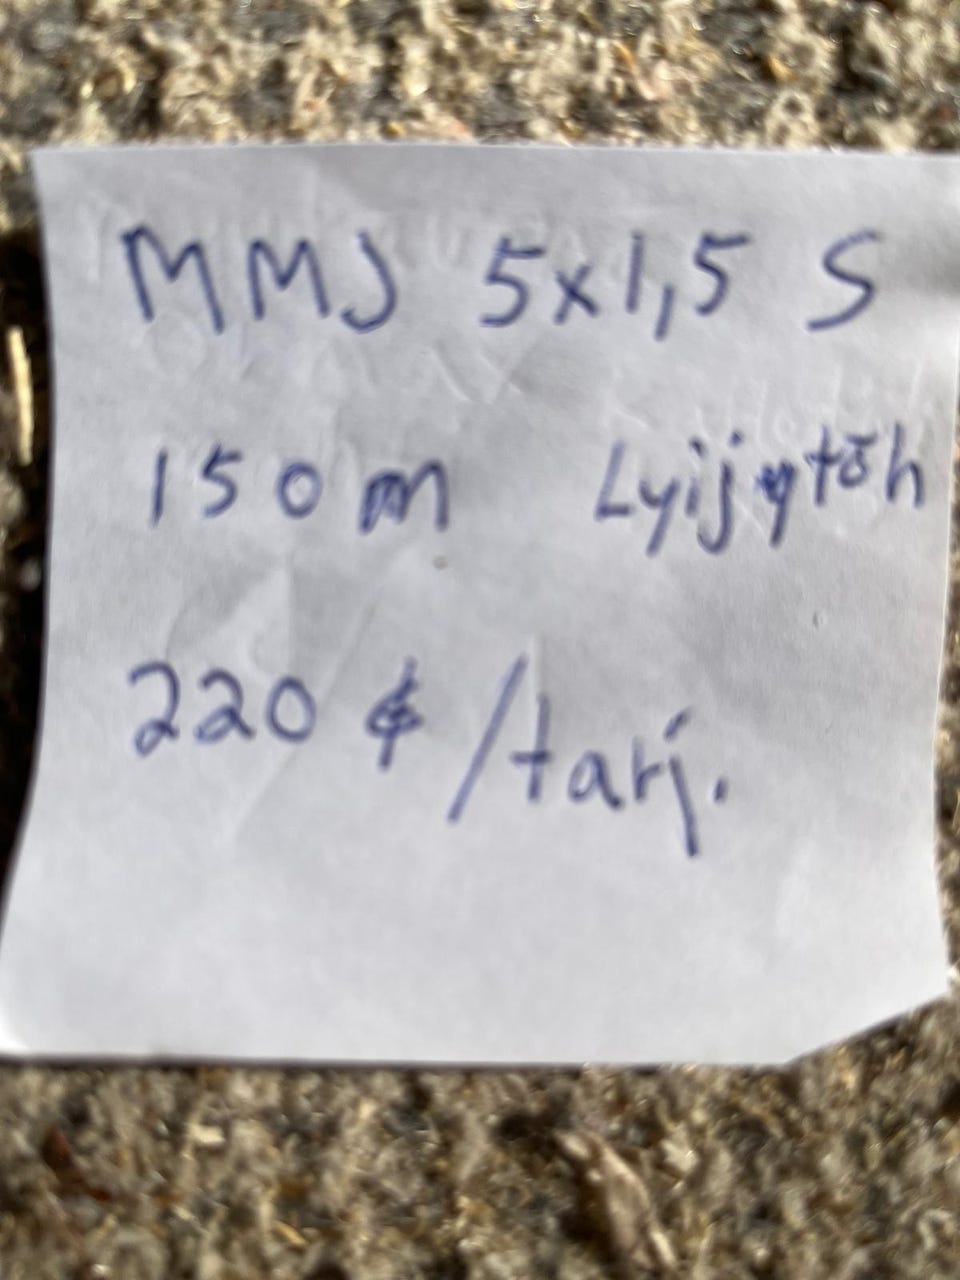 MMJ 5x1,5 S
150 m Lyijytön
220 € /tarj.